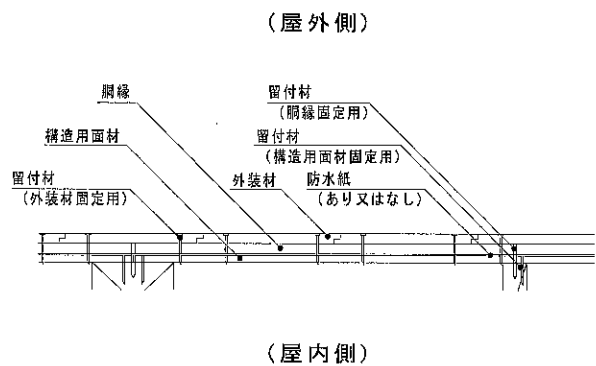 (屋外側)
胴縁
留付材
(胴縁固定用)
構造用面材
留付材
(構造用面材固定用)
留付材
(外装材固定用)
外装材
防水紙
(あり又はなし)
(屋内側)